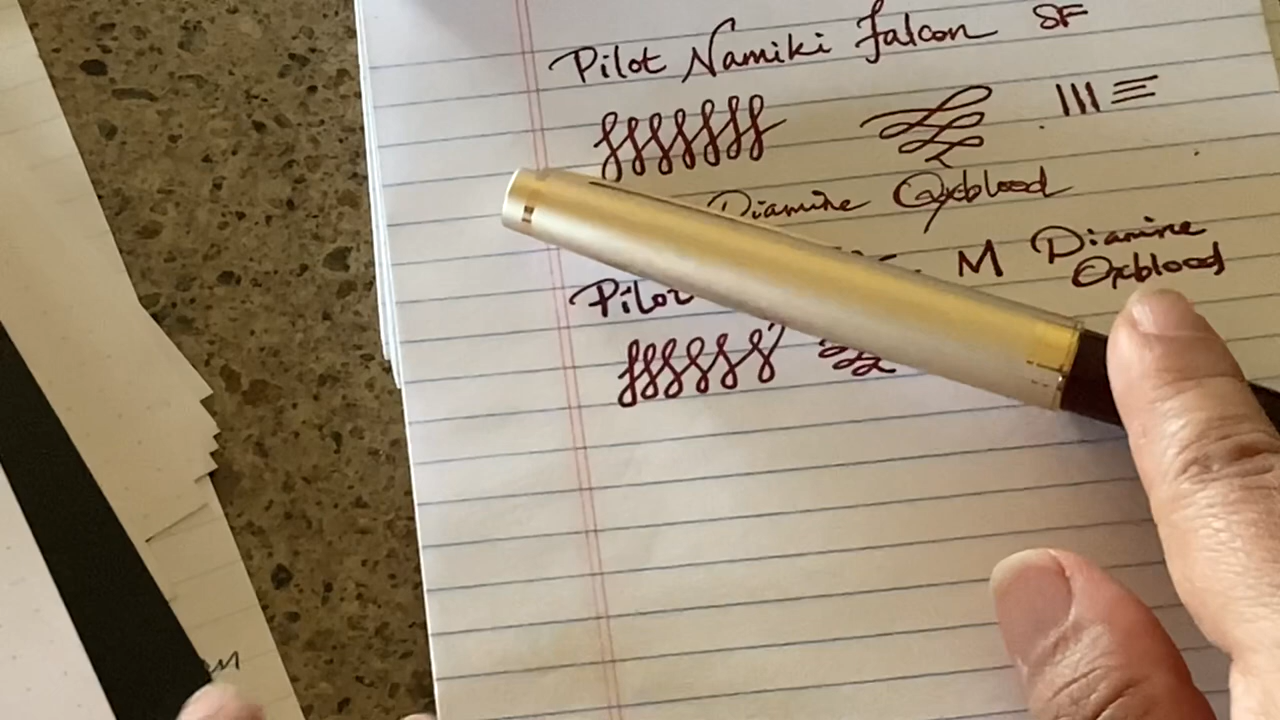 Pilot Namiki Falcon SF
Diamine Oxblood
Pilot M Diamine
Oxblood